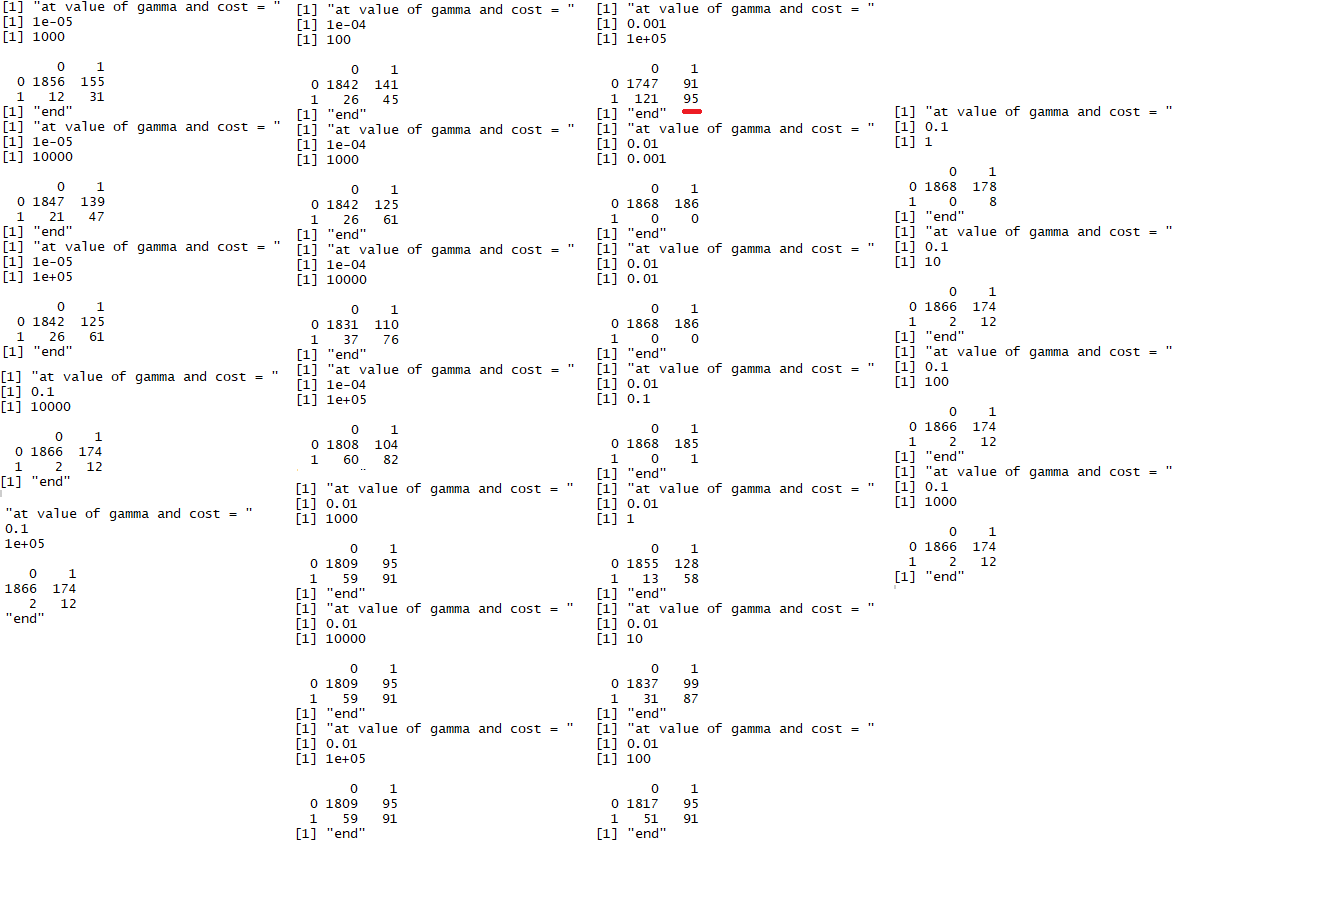 [1] "at value of gamma and cost = "
[1] 1e-05
[1] 1000
0 1
0 1856 155
1 12 31
[1] "end"
[1] "at value of gamma and cost = "
[1] 1e-05
[1] 10000
0 1
0 1847 139
1 21 47
[1] "end"
[1] "at value of gamma and cost = "
[1] 1e-05
[1] 1e+05
0 1
0 1842 125
1 26 61
[1] "end"
[1] "at value of gamma and cost = "
[1] 0.1
[1] 10000
0 1
0 1866 174
1 2 12
[1] "end"
"at value of gamma and cost = "
0.1
1e+05
0 1
1866 174
2 12
"end"
[1] "at value of gamma and cost = "
[1] 1e-04
[1] 100
0 1
0 1842 141
1 26 45
[1] "end"
[1] "at value of gamma and cost = "
[1] 1e-04
[1] 1000
0 1
0 1842 125
1 26 61
[1] "end"
[1] "at value of gamma and cost = "
[1] 1e-04
[1] 10000
0 1
0 1831 110
1 37 76
[1] "end"
[1] "at value of gamma and cost = "
[1] 1e-04
[1] 1e+05
0 1
0 1808 104
1 60 82
[1] "at value of gamma and cost = "
[1] 0.01
[1] 1000
0 1
0 1809 95
1 59 91
[1] "end"
[1] "at value of gamma and cost = "
[1] 0.01
[1] 10000
0 1
0 1809 95
1 59 91
[1] "end"
[1] "at value of gamma and cost = "
[1] 0.01
[1] 1e+05
0 1
0 1809 95
1 59 91
[1] "end"
[1] "at value of gamma and cost = "
[1] 0.001
[1] 1e+05
0 1
0 1747 91
1 121 95
[1] "end"
[1] "at value of gamma and cost = "
[1] 0.01
[1] 0.001
0 1
0 1868 186
1 0 0
[1] "end"
[1] "at value of gamma and cost = "
[1] 0.01
[1] 0.01
0 1
0 1868 186
1 0 0
[1] "end"
[1] "at value of gamma and cost = "
[1] 0.01
[1] 0.1
0 1
0 1868 185
1 0 1
[1] "end"
[1] "at value of gamma and cost = "
[1] 0.01
[1] 1
0 1
0 1855 128
1 13 58
[1] "end"
[1] "at value of gamma and cost = "
[1] 0.01
[1] 10
0 1
0 1837 99
1 31 87
[1] "end"
[1] "at value of gamma and cost = "
[1] 0.01
[1] 100
0 1
0 1817 95
1 51 91
[1] "end"
[1] "at value of gamma and cost = "
[1] 0.1
[1] 1
0 1
0 1868 178
1 0 8
[1] "end"
[1] "at value of gamma and cost = "
[1] 0.1
[1] 10
0 1
0 1866 174
1 2 12
[1] "end"
[1] "at value of gamma and cost = "
[1] 0.1
[1] 100
0 1
0 1866 174
1 2 12
[1] "end"
[1] "at value of gamma and cost = "
[1] 0.1
[1] 1000
0 1
0 1866 174
1 2 12
[1] "end"